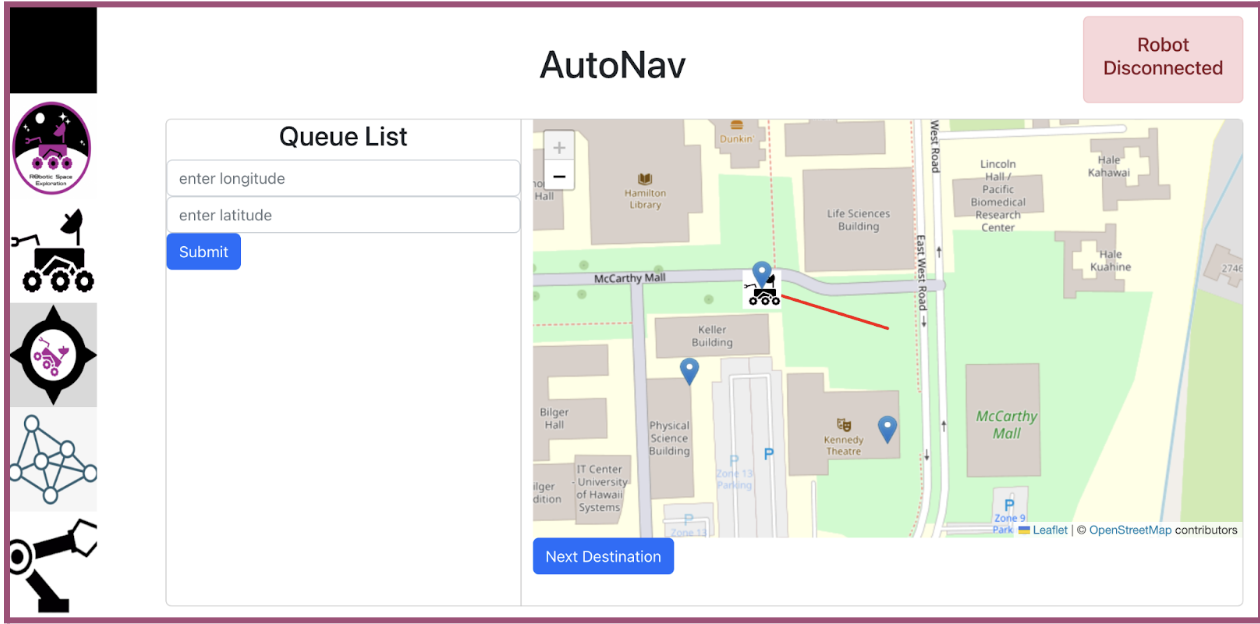 AutoNav
Robot
Disconnected
RObotic Space
Exploration
Queue List
enter longitude
enter latitude
Submit
+
−
Dunkin
Hamilton
Library
Hall
Life Sciences
Building
West Road
East West Road
Lincoln
Hall /
Pacific
Biomedical
Research
Center
Hale
Kahawai
Hale
Kuahine
2746
McCarthy Mall
Keller
Building
Bilger
Hall
Physical
Science
Building
Kennedy
Theatre
McCarthy
Mall
ilger
dition
IT Center
University
of Hawaii
Systems
P
P
Zone 13
Parking
P
Zone 13
P
Zone 9
Park
Leaflet | © OpenStreetMap contributors
Next Destination